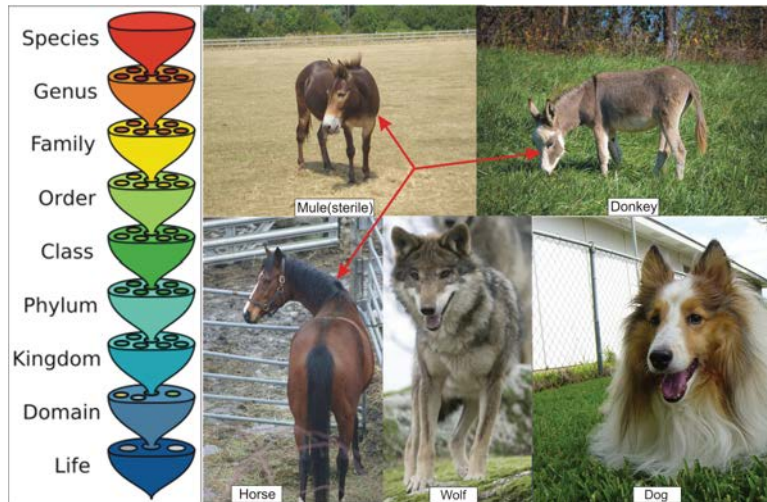 Species
Genus
Family
Order
Class
Phylum
Kingdom
Domain
Life
Mule(sterile)
Donkey
Horse
Wolf
Dog